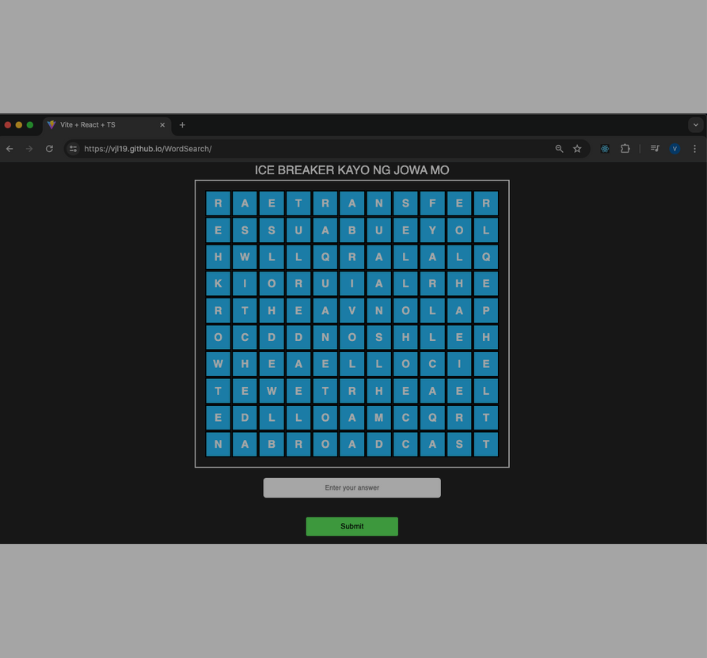 Vite + React + TS
https://vjl19.github.io/WordSearch/
V
ICE BREAKER KAYO NG JOWA MO
R A E T R A N S F E R
E S S U A B U E Y O L
H W L L Q R A L A L Q
K I O R U I A L R H E
R T H E A V N O L A P
O C D D N O S H L E H
W H E A E L L O C I E
T E W E T R H E A E L
E D L L O A M C Q R T
N A B R O A D C A S T
Enter your answer
Submit